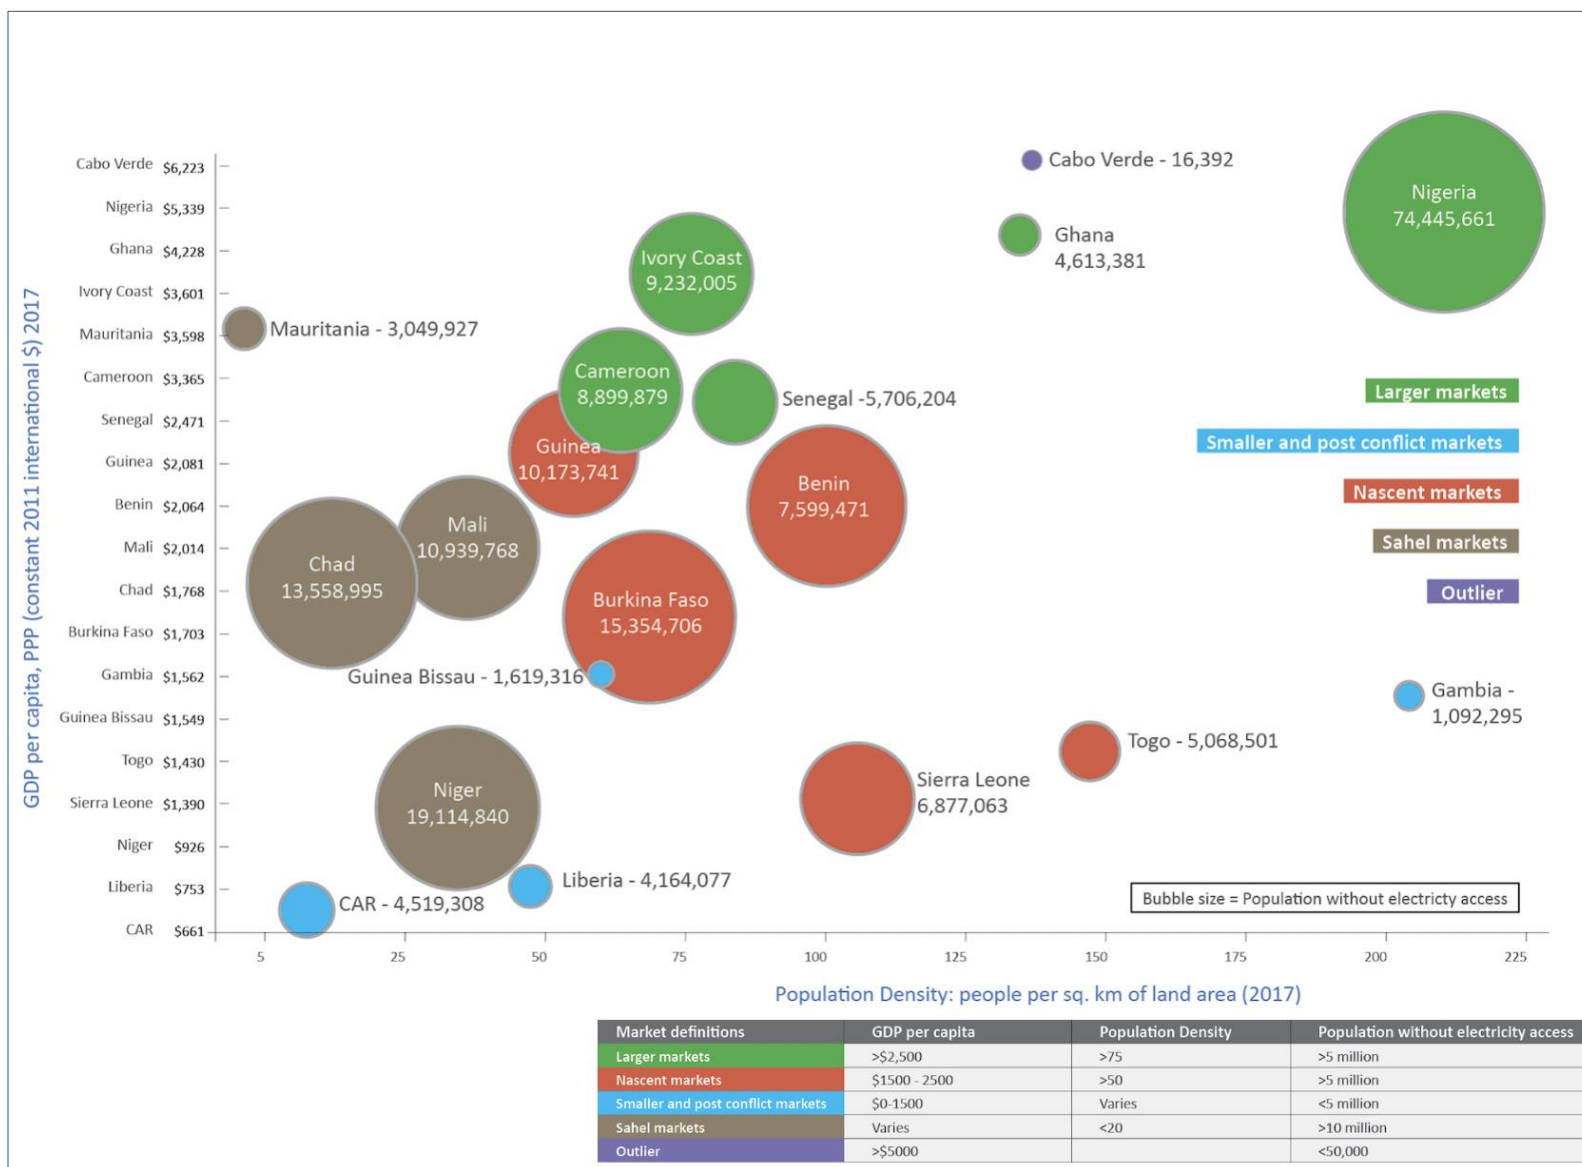 GDP per capita, PPP (constant 2011 international $) 2017
Cabo Verde $6,223
Nigeria $5,339
Ghana $4,228
Ivory Coast $3,601
Mauritania $3,598
Cameroon $3,365
Senegal $2,471
Guinea $2,081
Benin $2,064
Mali $2,014
Chad $1,768
Burkina Faso $1,703
Gambia $1,562
Guinea Bissau $1,549
Togo $1,430
Sierra Leone $1,390
Niger $926
Liberia $753
CAR $661
Cabo Verde - 16,392
Nigeria
74,445,661
Ghana
4,613,381
Ivory Coast
9,232,005
Mauritania - 3,049,927
Cameroon
8,899,879
Senegal -5,706,204
Guinea
10,173,741
Benin
7,599,471
Mali
10,939,768
Chad
13,558,995
Burkina Faso
15,354,706
Guinea Bissau - 1,619,316
Gambia -
1,092,295
Togo - 5,068,501
Sierra Leone
6,877,063
Niger
19,114,840
Liberia - 4,164,077
CAR - 4,519,308
Larger markets
Smaller and post conflict markets
Nascent markets
Sahel markets
Outlier
Bubble size = Population without electricty access
5 25 50 75 100 125 150 175 200 225
Population Density: people per sq. km of land area (2017)
Market definitions GDP per capita Population Density Population without electricity access
Larger markets >$2,500 >75 >5 million
Nascent markets $1500 - 2500 >50 >5 million
Smaller and post conflict markets $0-1500 Varies <5 million
Sahel markets Varies <20 >10 million
Outlier >$5000 <50,000